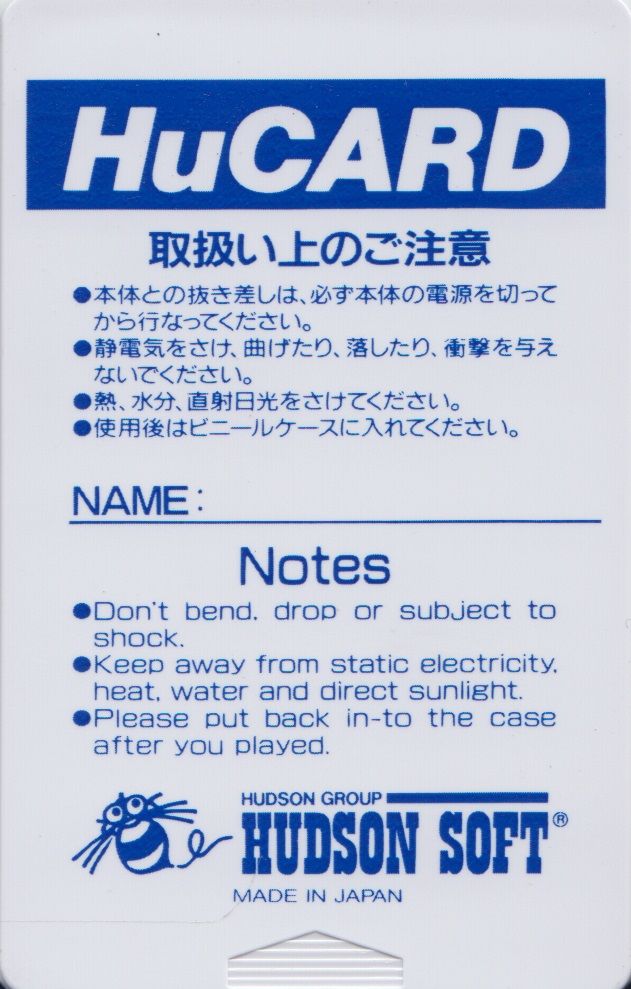 HuCARD
取扱い上のご注意
●本体との抜き差しは、必ず本体の電源を切って
から行なってください。
●静電気をさけ、曲げたり、落したり、衝撃を与え
ないでください。
●熱、水分、直射日光をさけてください。
●使用後はビニールケースに入れてください。
NAME:
Notes
●Don't bend, drop or subject to
shock.
●Keep away from static electricity,
heat, water and direct sunlight.
●Please put back in-to the case
after you played.
HUDSON GROUP
HUDSON SOFT®
MADE IN JAPAN